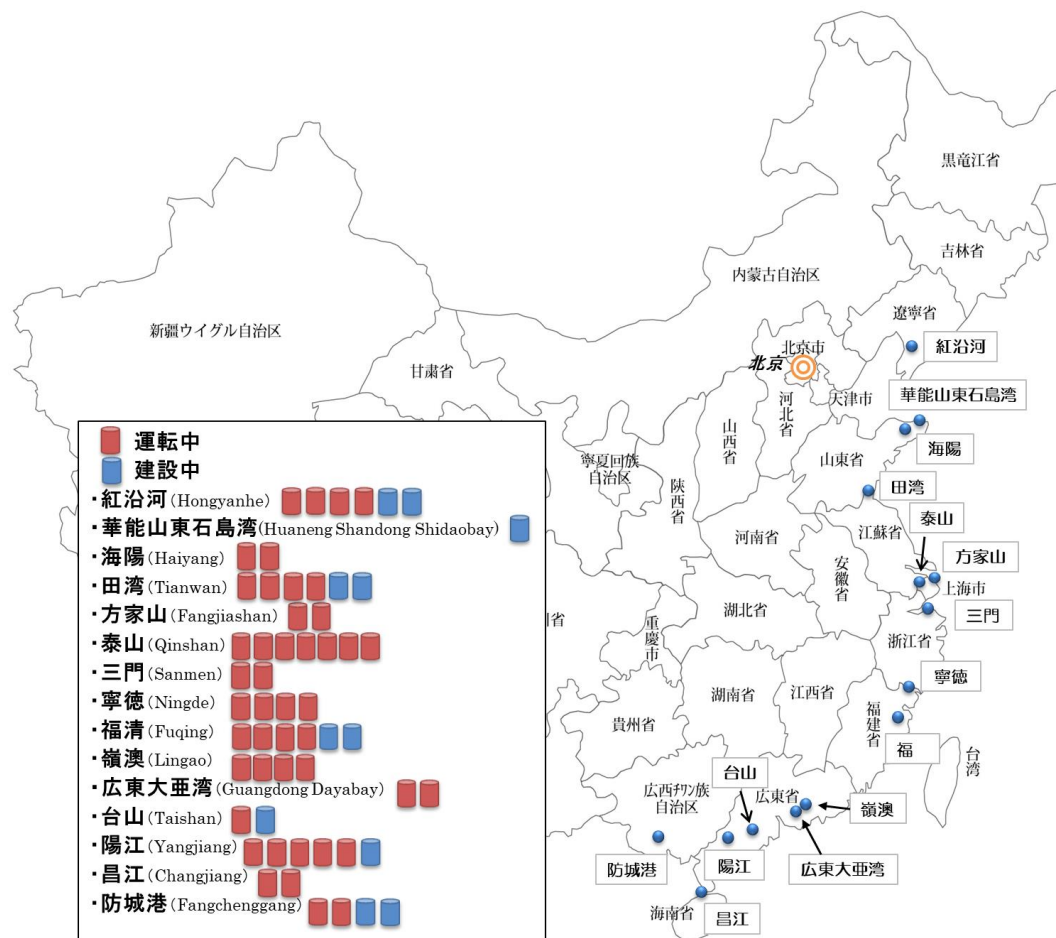 黒竜江省
吉林省
内蒙古自治区
遼寧省
新疆ウイグル自治区
北京市
紅沿河
北京
甘粛省
天津市
華能山東石島湾
河北省
山西省
海陽
山東省
寧夏回族
自治区
陝西省
田湾
泰山
江蘇省
河南省
方家山
安徽省
上海市
湖北省
三門
重慶市
浙江省
寧徳
湖南省
江西省
福建省
貴州省
福
台湾
台山
広西ﾁﾜﾝ族
自治区
広東省
嶺澳
防城港
陽江
広東大亜湾
海南省
昌江
運転中
建設中
・紅沿河(Hongyanhe)
・華能山東石島湾(Huaneng Shandong Shidaobay)
・海陽(Haiyang)
・田湾(Tianwan)
・方家山(Fangjiashan)
・泰山(Qinshan)
・三門(Sanmen)
・寧徳(Ningde)
・福清(Fuqing)
・嶺澳(Lingao)
・広東大亜湾(Guangdong Dayabay)
・台山(Taishan)
・陽江(Yangjiang)
・昌江(Changjiang)
・防城港(Fangchenggang)